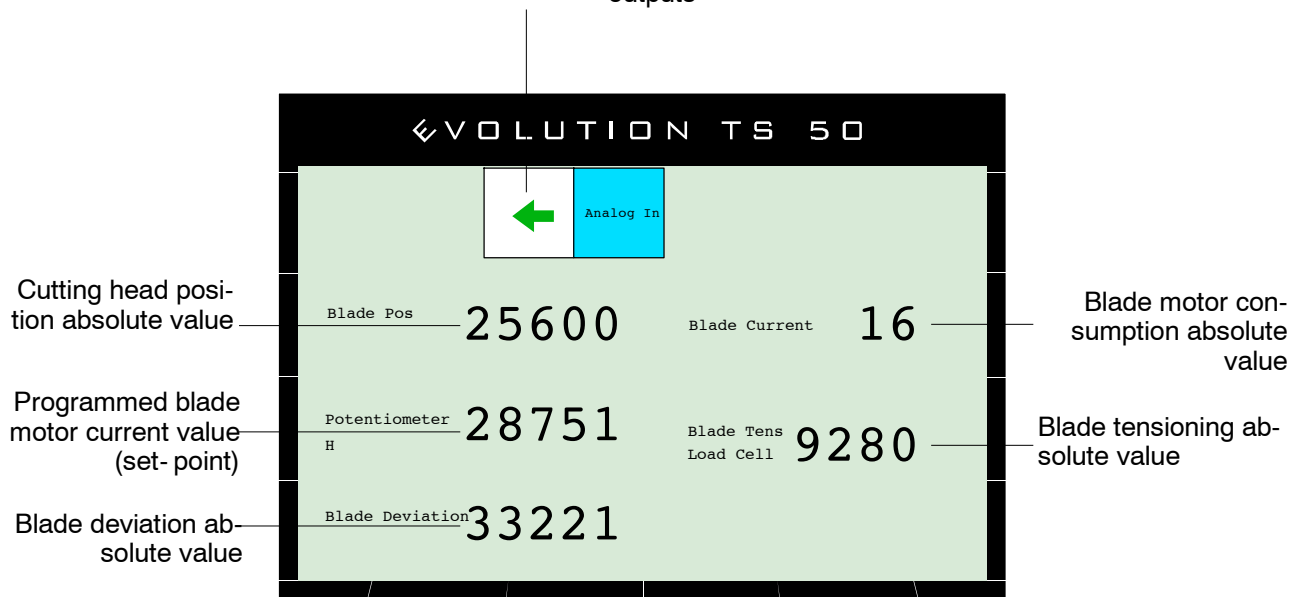 EVOLUTION TS 50
Analog In
Cutting head posi-
tion absolute value
Blade Pos
25600
Blade Current
16
Blade motor con-
sumption absolute
value
Programmed blade
motor current value
(set- point)
Potentiometer
H
28751
Blade Tens
Load Cell
9280
Blade tensioning ab-
solute value
Blade deviation ab-
solute value
Blade Deviation
33221